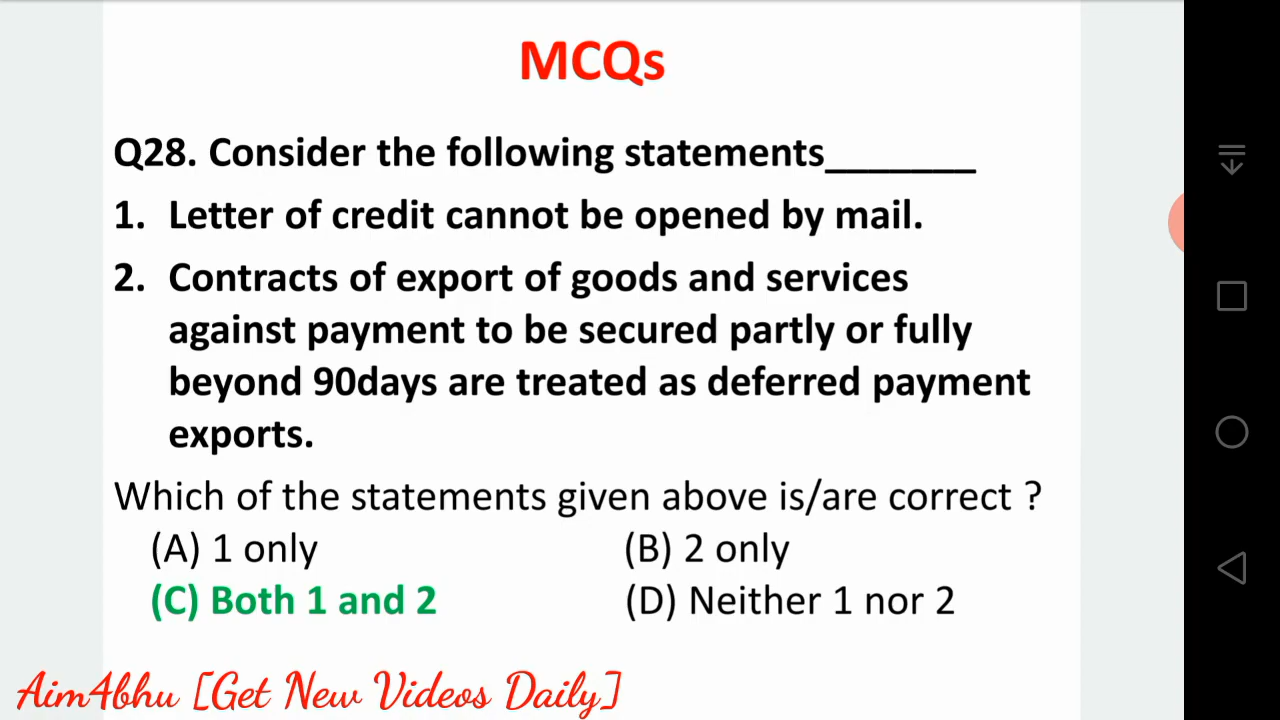 MCQs
Q28. Consider the following statements_______
1. Letter of credit cannot be opened by mail.
2. Contracts of export of goods and services
against payment to be secured partly or fully
beyond 90days are treated as deferred payment
exports.
Which of the statements given above is/are correct ?
(A) 1 only (B) 2 only
(C) Both 1 and 2 (D) Neither 1 nor 2
Aim4bhu [Get New Videos Daily]